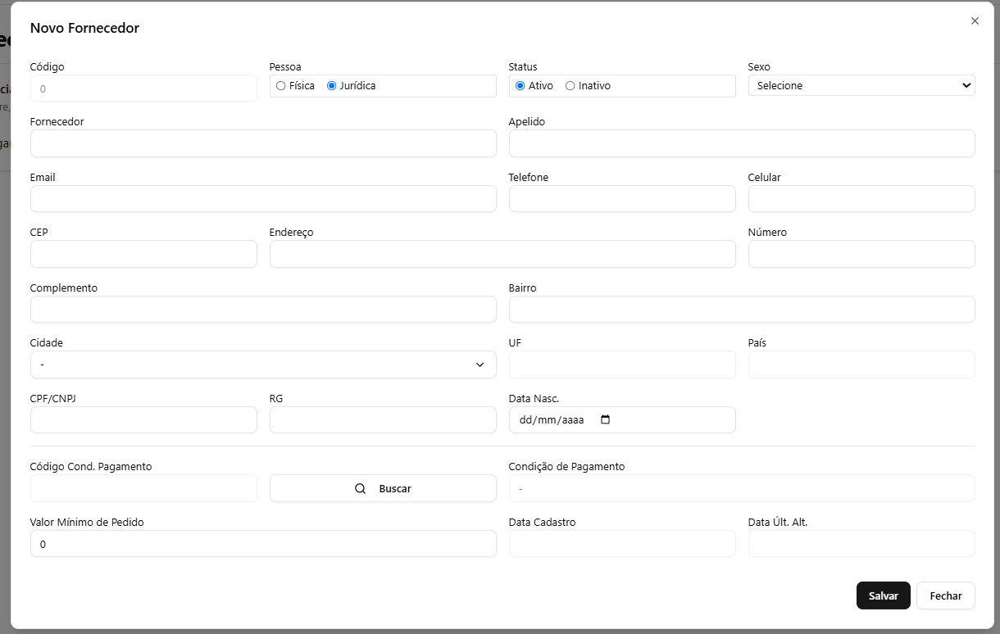 Novo Fornecedor
Código Pessoa Status Sexo
0 Física Jurídica Ativo Inativo Selecione
Fornecedor Apelido
Email Telefone Celular
CEP Endereço Número
Complemento Bairro
Cidade UF País
-
CPF/CNPJ RG Data Nasc.
dd/mm/aaaa
Código Cond. Pagamento Condição de Pagamento
Buscar -
Valor Mínimo de Pedido Data Cadastro Data Últ. Alt.
0
Salvar Fechar